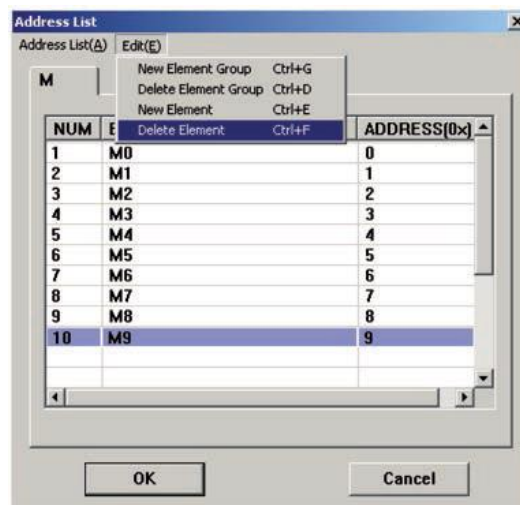 Address List
Address List(A) Edit(E)
New Element Group Ctrl+G
Delete Element Group Ctrl+D
New Element Ctrl+E
Delete Element Ctrl+F
M
NUM E ADDRESS(0x)
1 M0 0
2 M1 1
3 M2 2
4 M3 3
5 M4 4
6 M5 5
7 M6 6
8 M7 7
9 M8 8
10 M9 9
OK Cancel